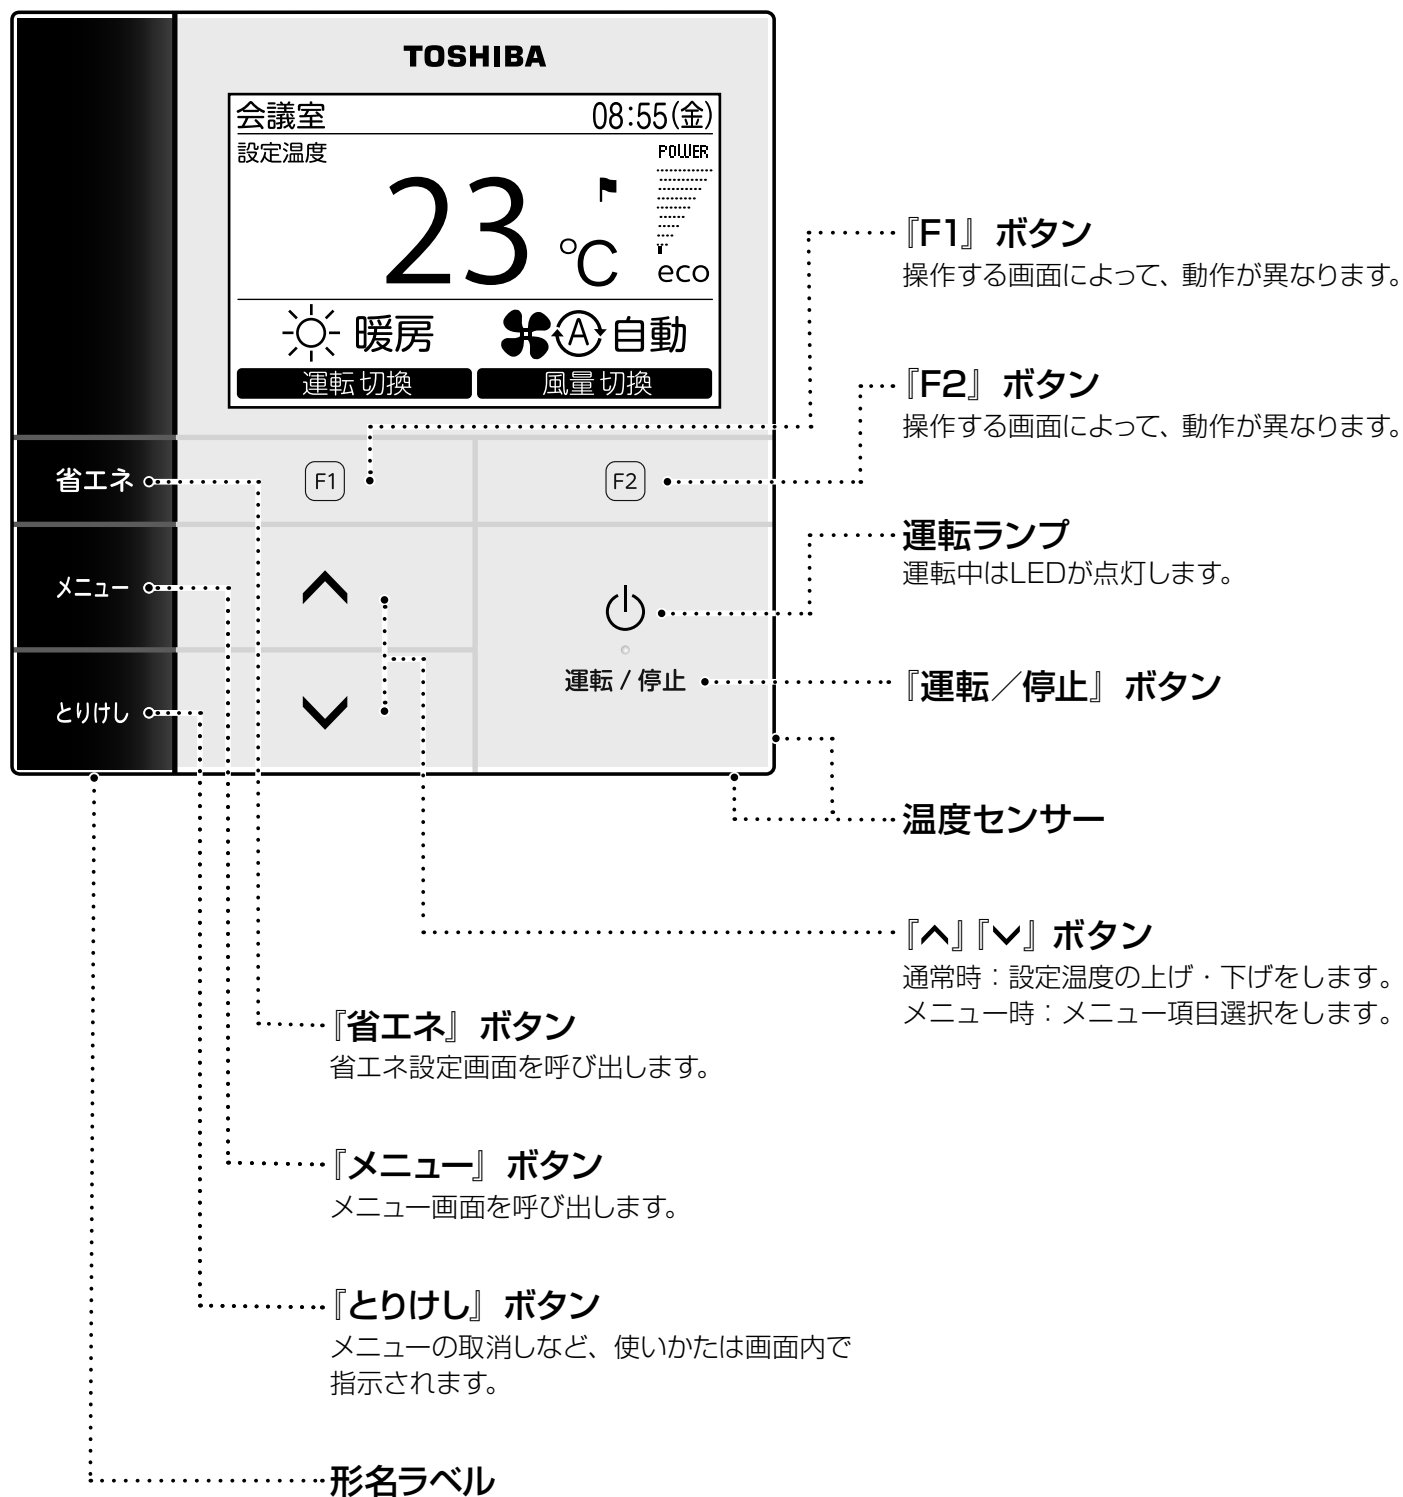 TOSHIBA
会議室 08:55(金)
設定温度
POWER
23 ℃
eco
暖房 A 自動
運転切換 風量切換
省エネ F1 F2
メニュー
運転 / 停止
とりけし
『F1』ボタン
操作する画面によって、動作が異なります。
『F2』ボタン
操作する画面によって、動作が異なります。
運転ランプ
運転中はLEDが点灯します。
『運転／停止』ボタン
温度センサー
『∧』『∨』ボタン
通常時：設定温度の上げ・下げをします。
メニュー時：メニュー項目選択をします。
『省エネ』ボタン
省エネ設定画面を呼び出します。
『メニュー』ボタン
メニュー画面を呼び出します。
『とりけし』ボタン
メニューの取消しなど、使いかたは画面内で
指示されます。
形名ラベル